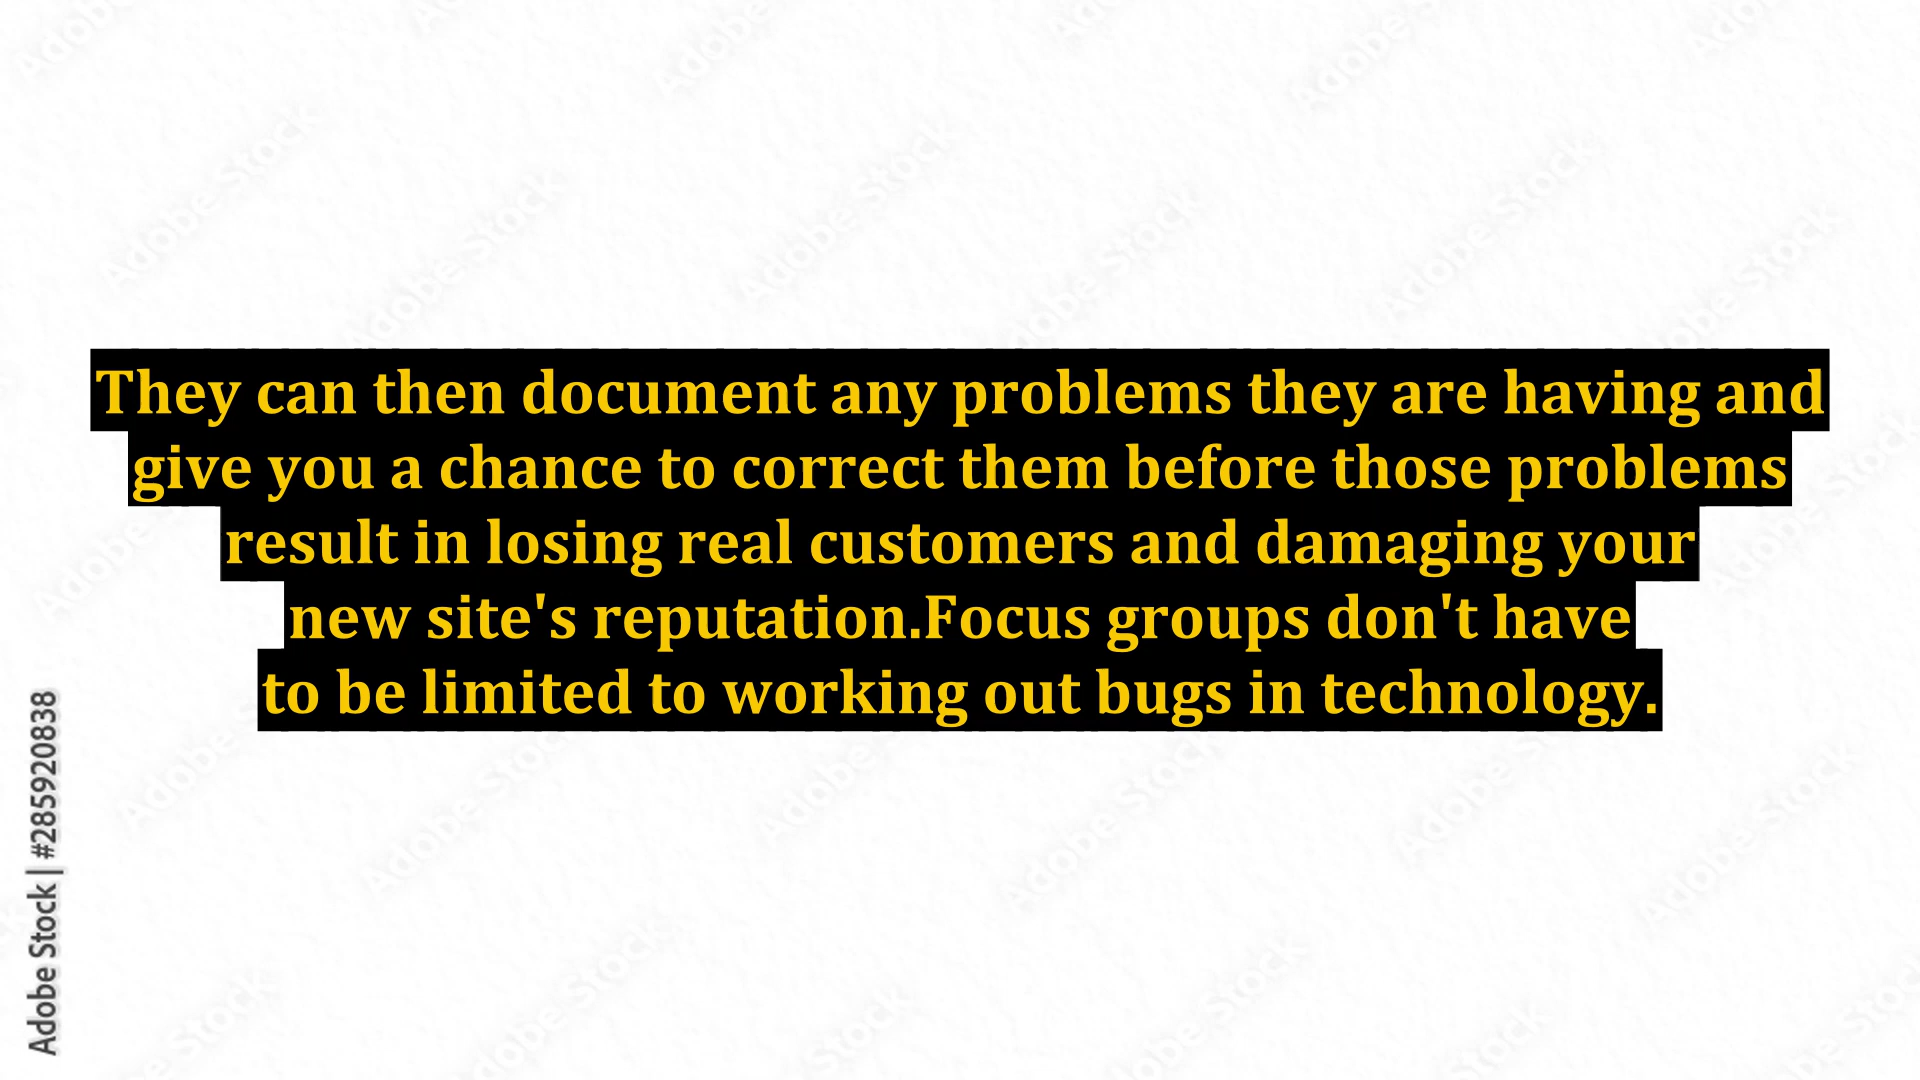 They can then document any problems they are having and
give you a chance to correct them before those problems
result in losing real customers and damaging your
new site's reputation.Focus groups don't have
to be limited to working out bugs in technology.
Adobe Stock | #285920838